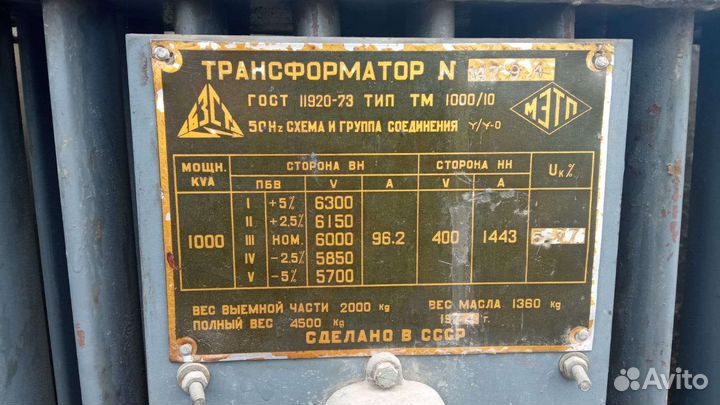 ТРАНСФОРМАТОР N
ГОСТ 11920-73 ТИП ТМ 1000/10
50Hz СХЕМА И ГРУППА СОЕДИНЕНИЯ Y/Y-0
МЭТП
МОЩН. KVA СТОРОНА ВН СТОРОНА НН Uк%
ПБВ V A V A
I +5% 6300
II +2,5% 6150
1000 III НОМ. 6000 96.2 400 1443
IV -2,5% 5850
V -5% 5700
ВЕС ВЫЕМНОЙ ЧАСТИ 2000 kg ВЕС МАСЛА 1360 kg
ПОЛНЫЙ ВЕС 4500 kg г.
СДЕЛАНО В СССР
Avito